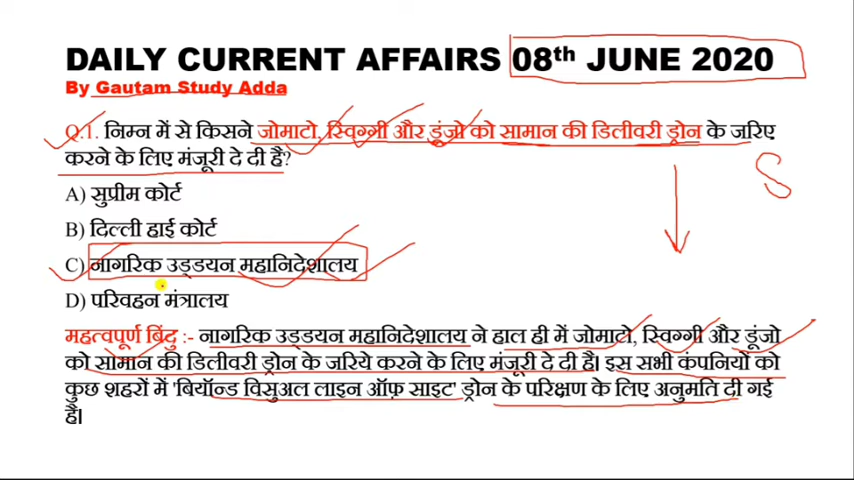 DAILY CURRENT AFFAIRS 08th JUNE 2020
By Gautam Study Adda
Q.1. निम्न में से किसने जोमाटो, स्विग्गी और डूंजो को सामान की डिलीवरी ड्रोन के जरिए
करने के लिए मंजूरी दे दी है?
A) सुप्रीम कोर्ट
B) दिल्ली हाई कोर्ट
C) नागरिक उड्डयन महानिदेशालय
D) परिवहन मंत्रालय
महत्वपूर्ण बिंदु :- नागरिक उड्डयन महानिदेशालय ने हाल ही में जोमाटो, स्विग्गी और डूंजो
को सामान की डिलीवरी ड्रोन के जरिये करने के लिए मंजूरी दे दी है। इस सभी कंपनियों को
कुछ शहरों में 'बियॉन्ड विसुअल लाइन ऑफ़ साइट' ड्रोन के परिक्षण के लिए अनुमति दी गई
है।